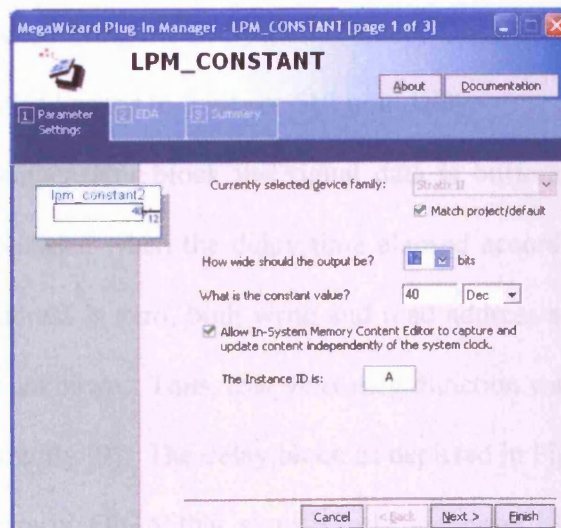 MegaWizard Plug-In Manager - LPM_CONSTANT [page 1 of 3]
LPM_CONSTANT
About Documentation
1 Parameter Settings 2 EDA 3 Summary
lpm_constant2
40
12
Currently selected device family: Stratix II
Match project/default
How wide should the output be? 12 bits
What is the constant value? 40 Dec
Allow In-System Memory Content Editor to capture and
update content independently of the system clock.
The Instance ID is: A
Cancel < Back Next > Finish